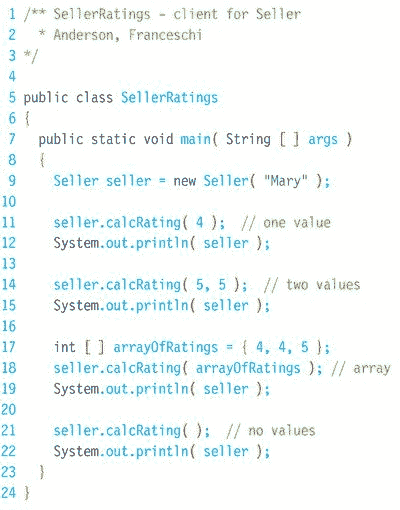 1 /** SellerRatings - client for Seller
2  * Anderson, Franceschi
3 */
4
5 public class SellerRatings
6 {
7   public static void main( String [ ] args )
8   {
9     Seller seller = new Seller( "Mary" );
10
11     seller.calcRating( 4 );  // one value
12     System.out.println( seller );
13
14     seller.calcRating( 5, 5 );  // two values
15     System.out.println( seller );
16
17     int [ ] arrayOfRatings = { 4, 4, 5 };
18     seller.calcRating( arrayOfRatings ); // array
19     System.out.println( seller );
20
21     seller.calcRating( );  // no values
22     System.out.println( seller );
23   }
24 }